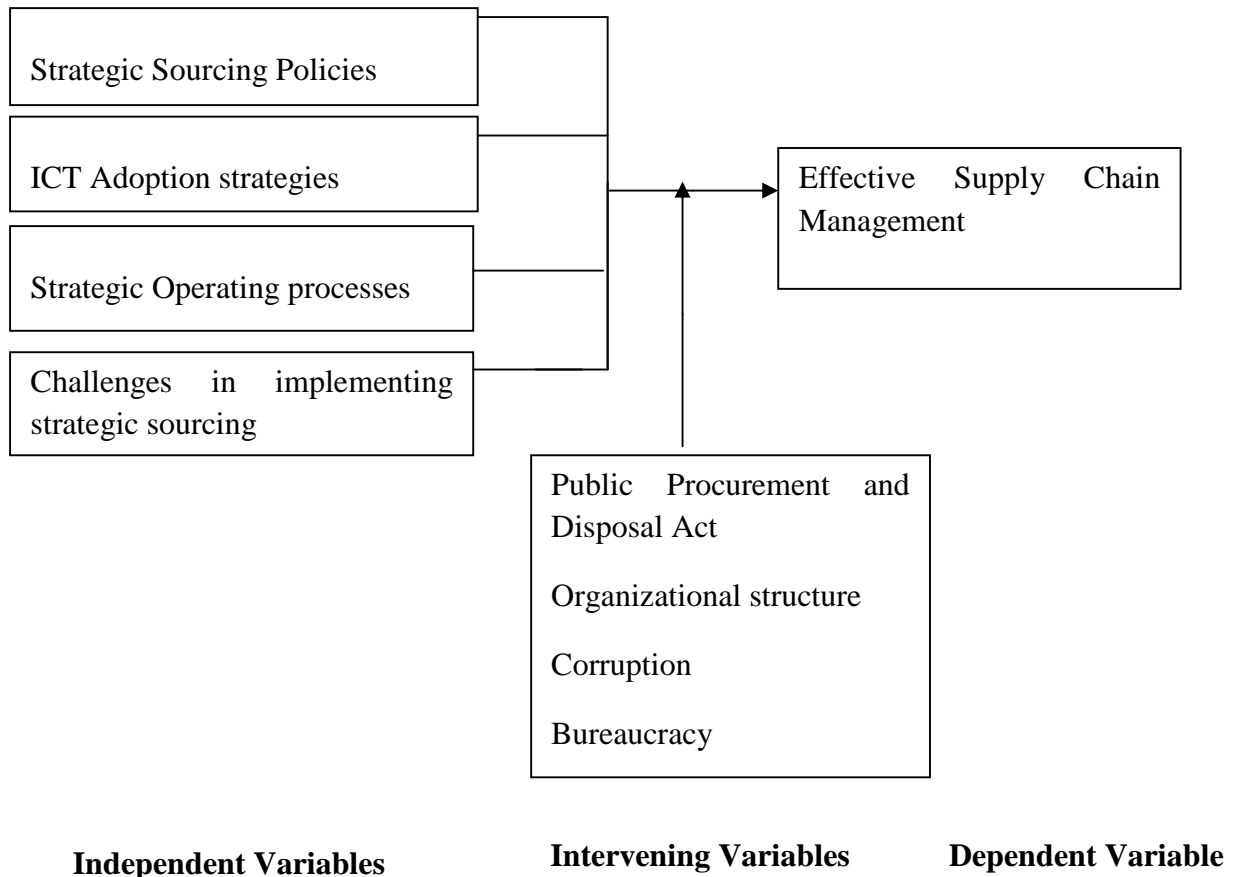 Strategic Sourcing Policies
ICT Adoption strategies
Strategic Operating processes
Challenges in implementing
strategic sourcing
Effective Supply Chain
Management
Public Procurement and
Disposal Act
Organizational structure
Corruption
Bureaucracy
Independent Variables
Intervening Variables
Dependent Variable